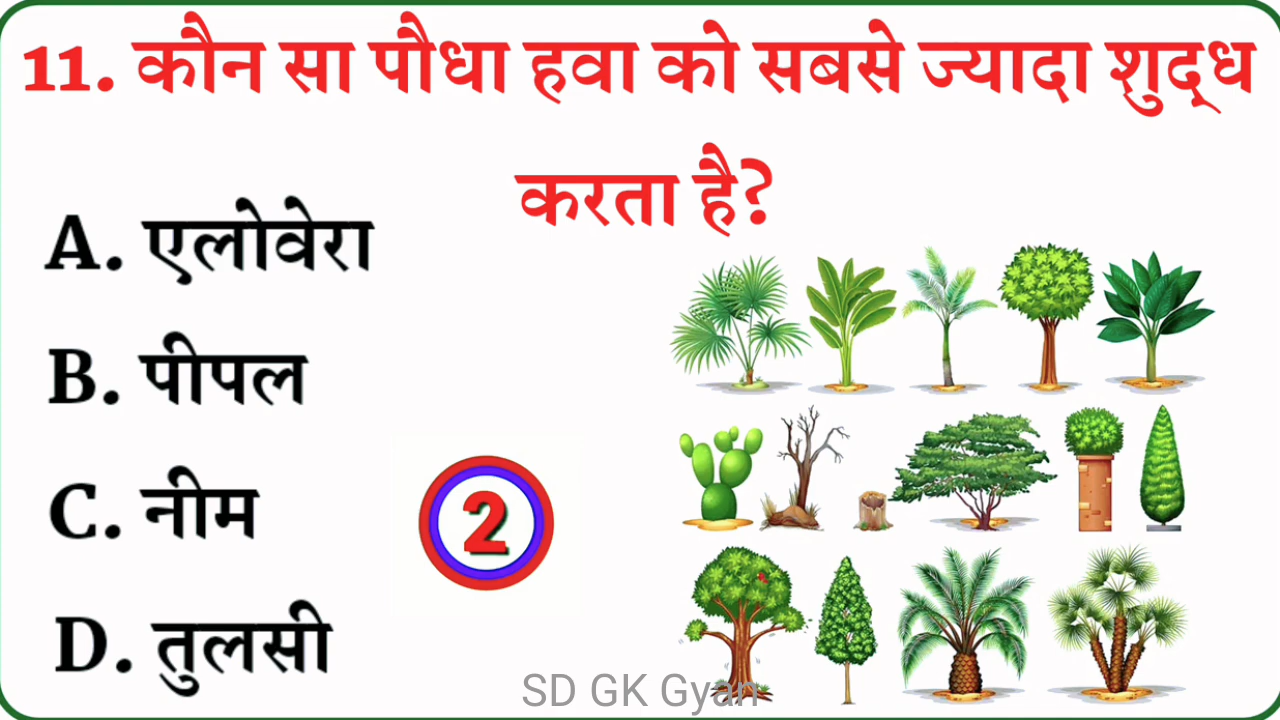 11. कौन सा पौधा हवा को सबसे ज्यादा शुद्ध
करता है?
A. एलोवेरा
B. पीपल
C. नीम
2
D. तुलसी
SD GK Gyan